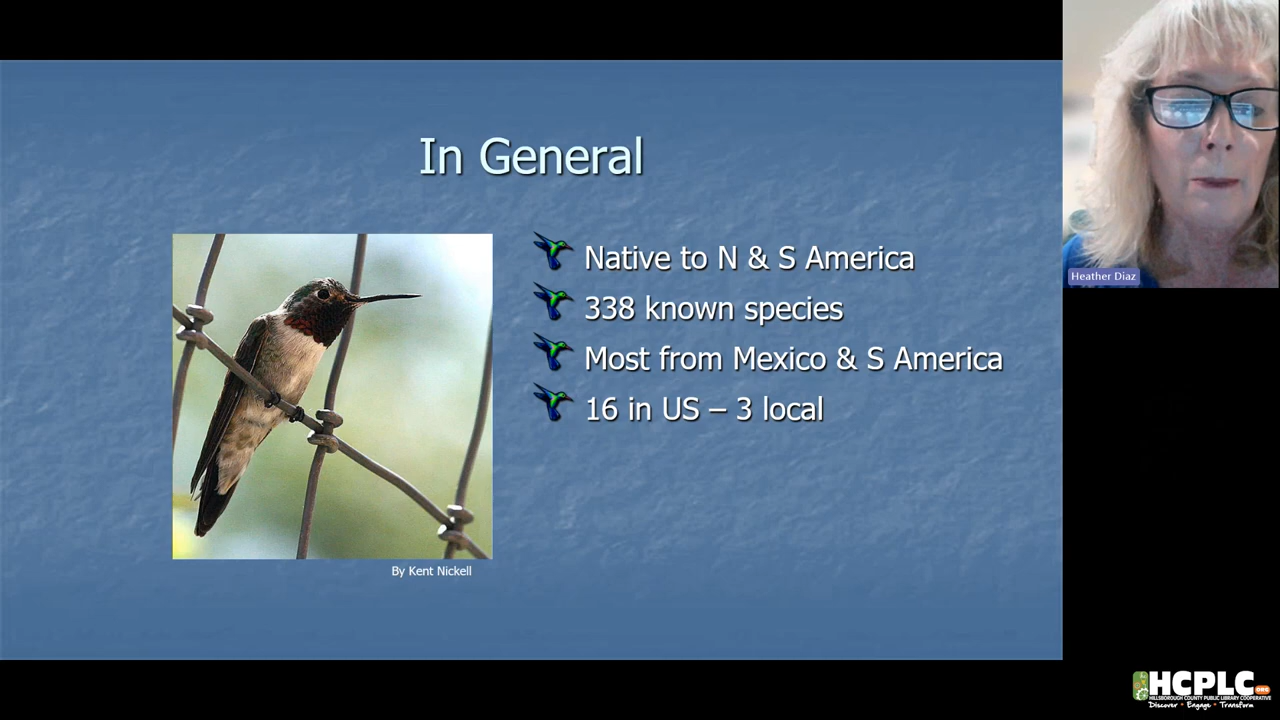 In General
Native to N & S America
338 known species
Most from Mexico & S America
16 in US – 3 local
By Kent Nickell
Heather Diaz
HCPLC.ORG
HILLSBOROUGH COUNTY PUBLIC LIBRARY COOPERATIVE
Discover • Engage • Transform